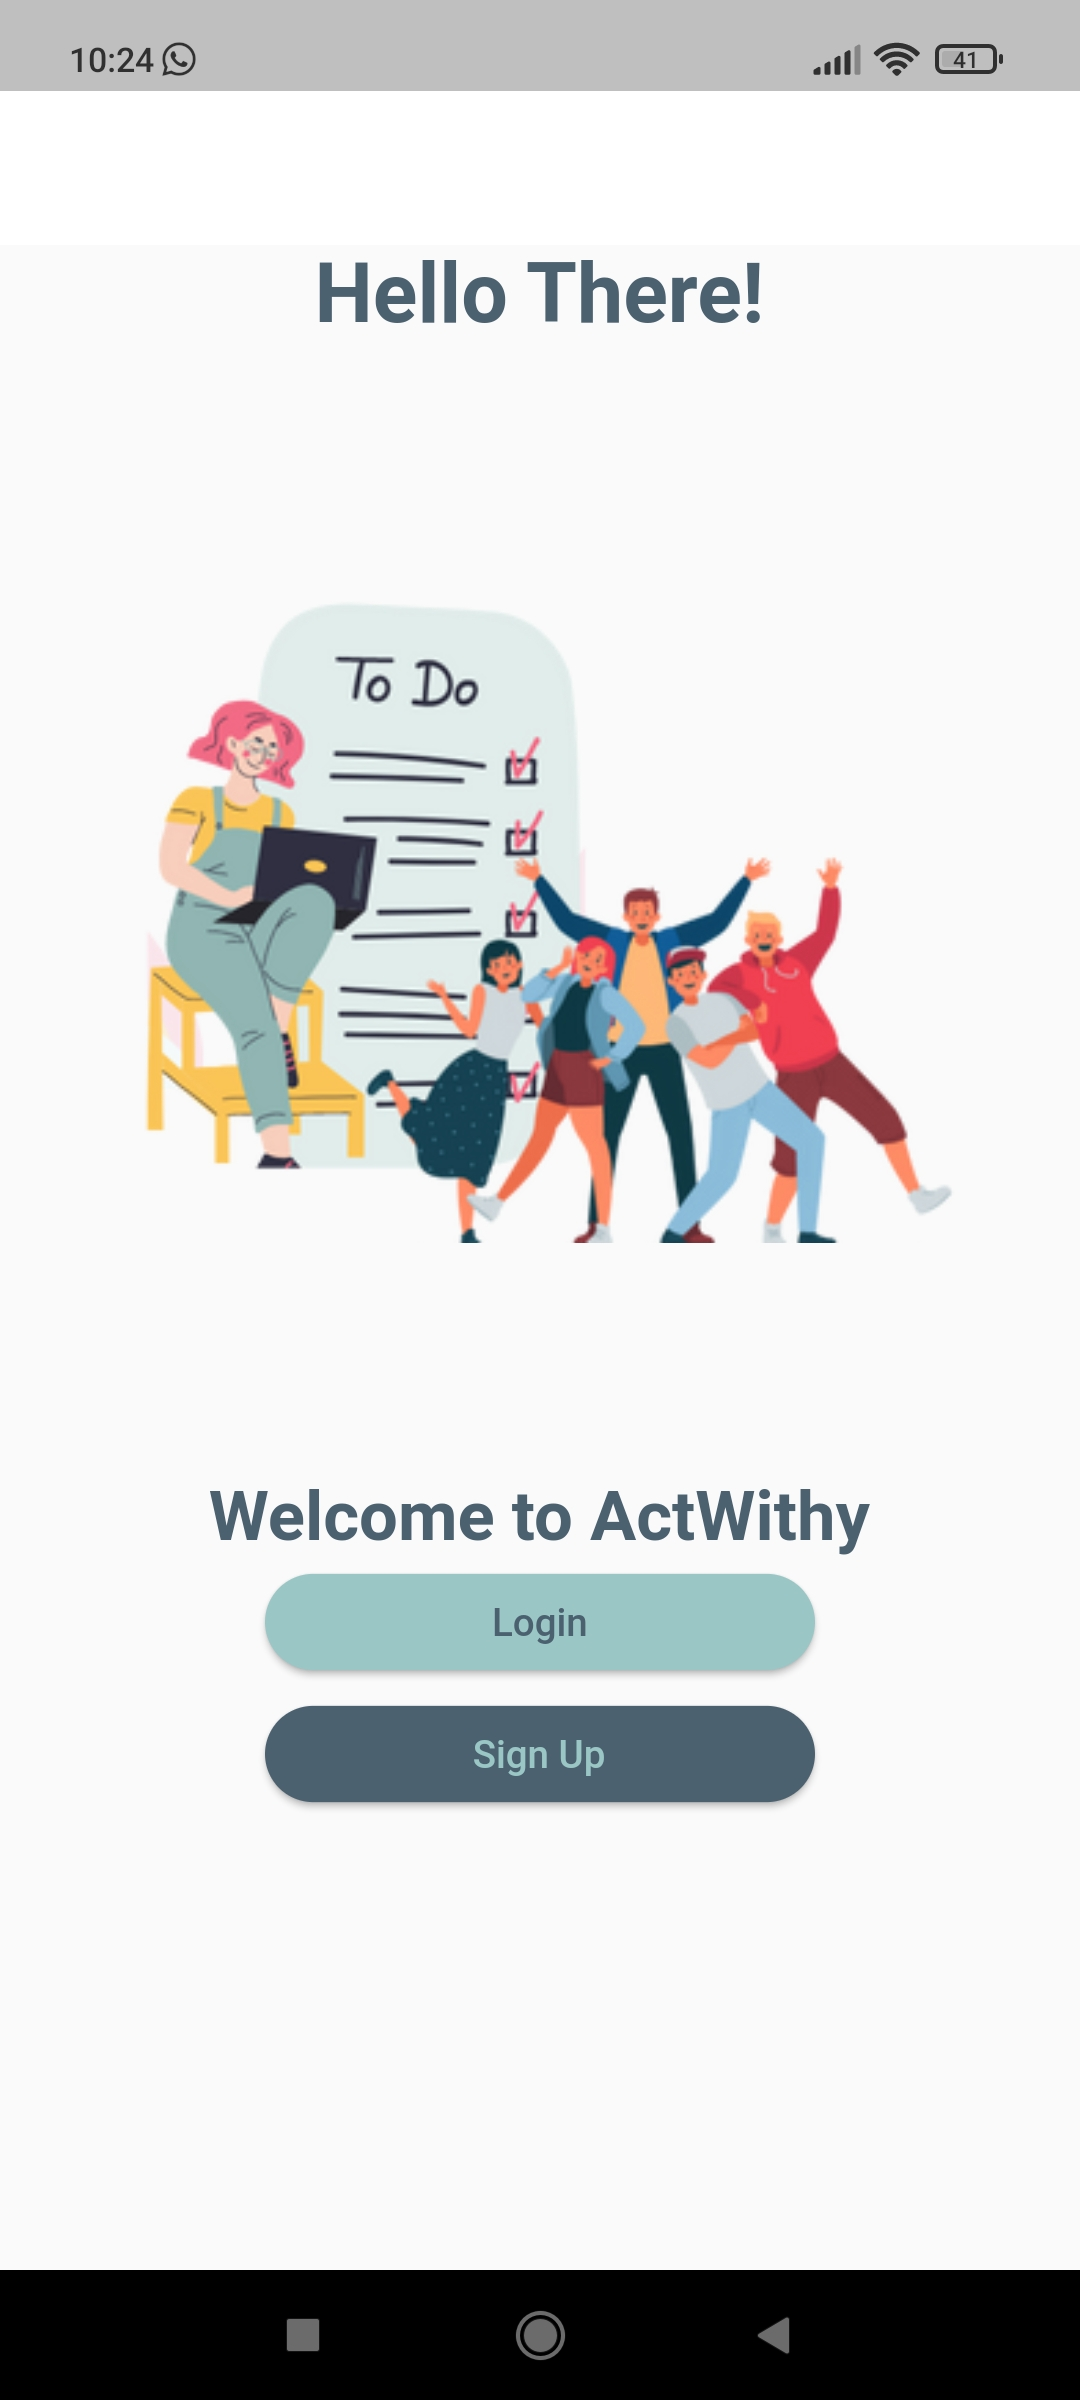 10:24
41
Hello There!
To Do
Welcome to ActWithy
Login
Sign Up